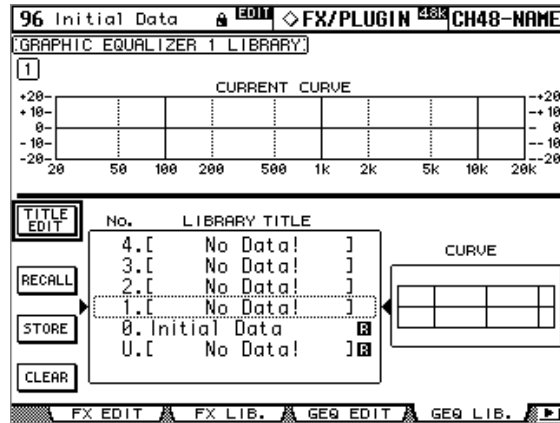 96 Initial Data EDIT ◇FX/PLUGIN 48k CH48-NAME
GRAPHIC EQUALIZER 1 LIBRARY
1
CURRENT CURVE
+20 +20
+10 +10
0 0
-10 -10
-20 -20
20 50 100 200 500 1k 2k 5k 10k 20k
TITLE EDIT
No. LIBRARY TITLE
4.[ No Data! ]
3.[ No Data! ]
2.[ No Data! ]
1.[ No Data! ]
0.Initial Data R
U.[ No Data! ]R
CURVE
RECALL
STORE
CLEAR
FX EDIT FX LIB. GEQ EDIT GEQ LIB.